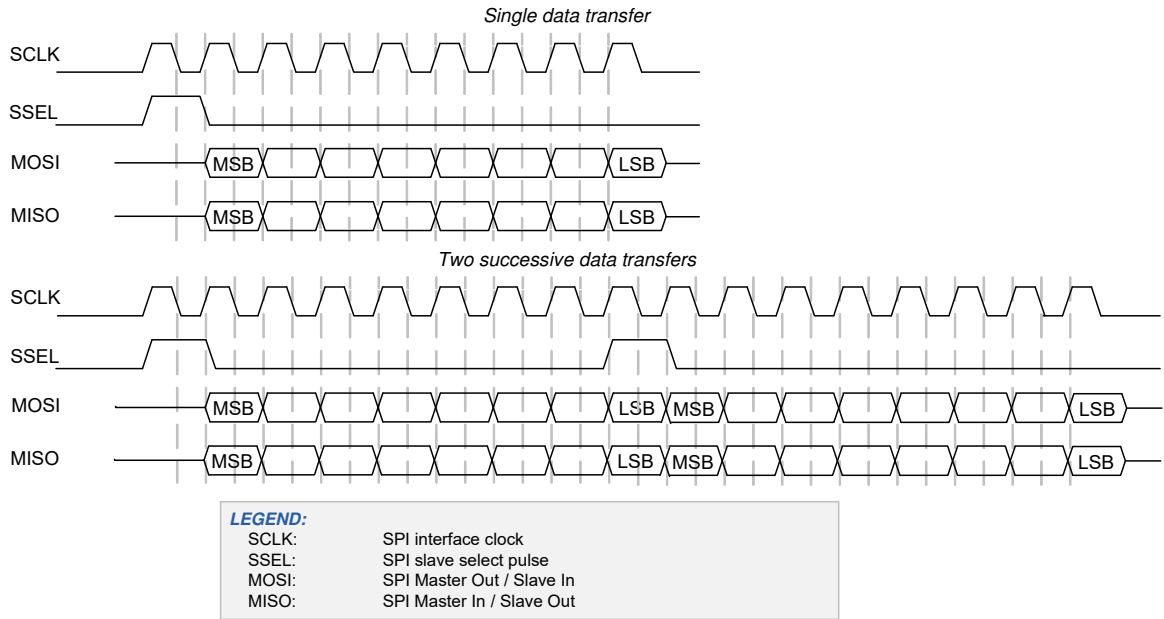 Single data transfer
SCLK
SSEL
MOSI MSB LSB
MISO MSB LSB
Two successive data transfers
SCLK
SSEL
MOSI MSB LSB MSB LSB
MISO MSB LSB MSB LSB
LEGEND:
SCLK: SPI interface clock
SSEL: SPI slave select pulse
MOSI: SPI Master Out / Slave In
MISO: SPI Master In / Slave Out